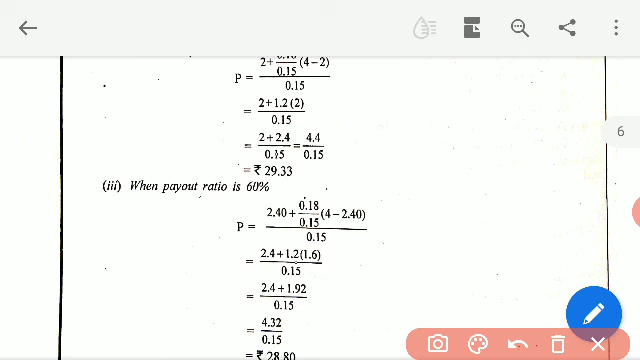 2+0.18/0.15(4−2)
P = 0.15
= 2+1.2(2)/0.15
= 2+2.4/0.15 = 4.4/0.15
= ₹ 29.33
6
(iii) When payout ratio is 60%
P = 2.40+0.18/0.15(4−2.40)/0.15
= 2.4+1.2(1.6)/0.15
= 2.4+1.92/0.15
= 4.32/0.15
= ₹ 28.80